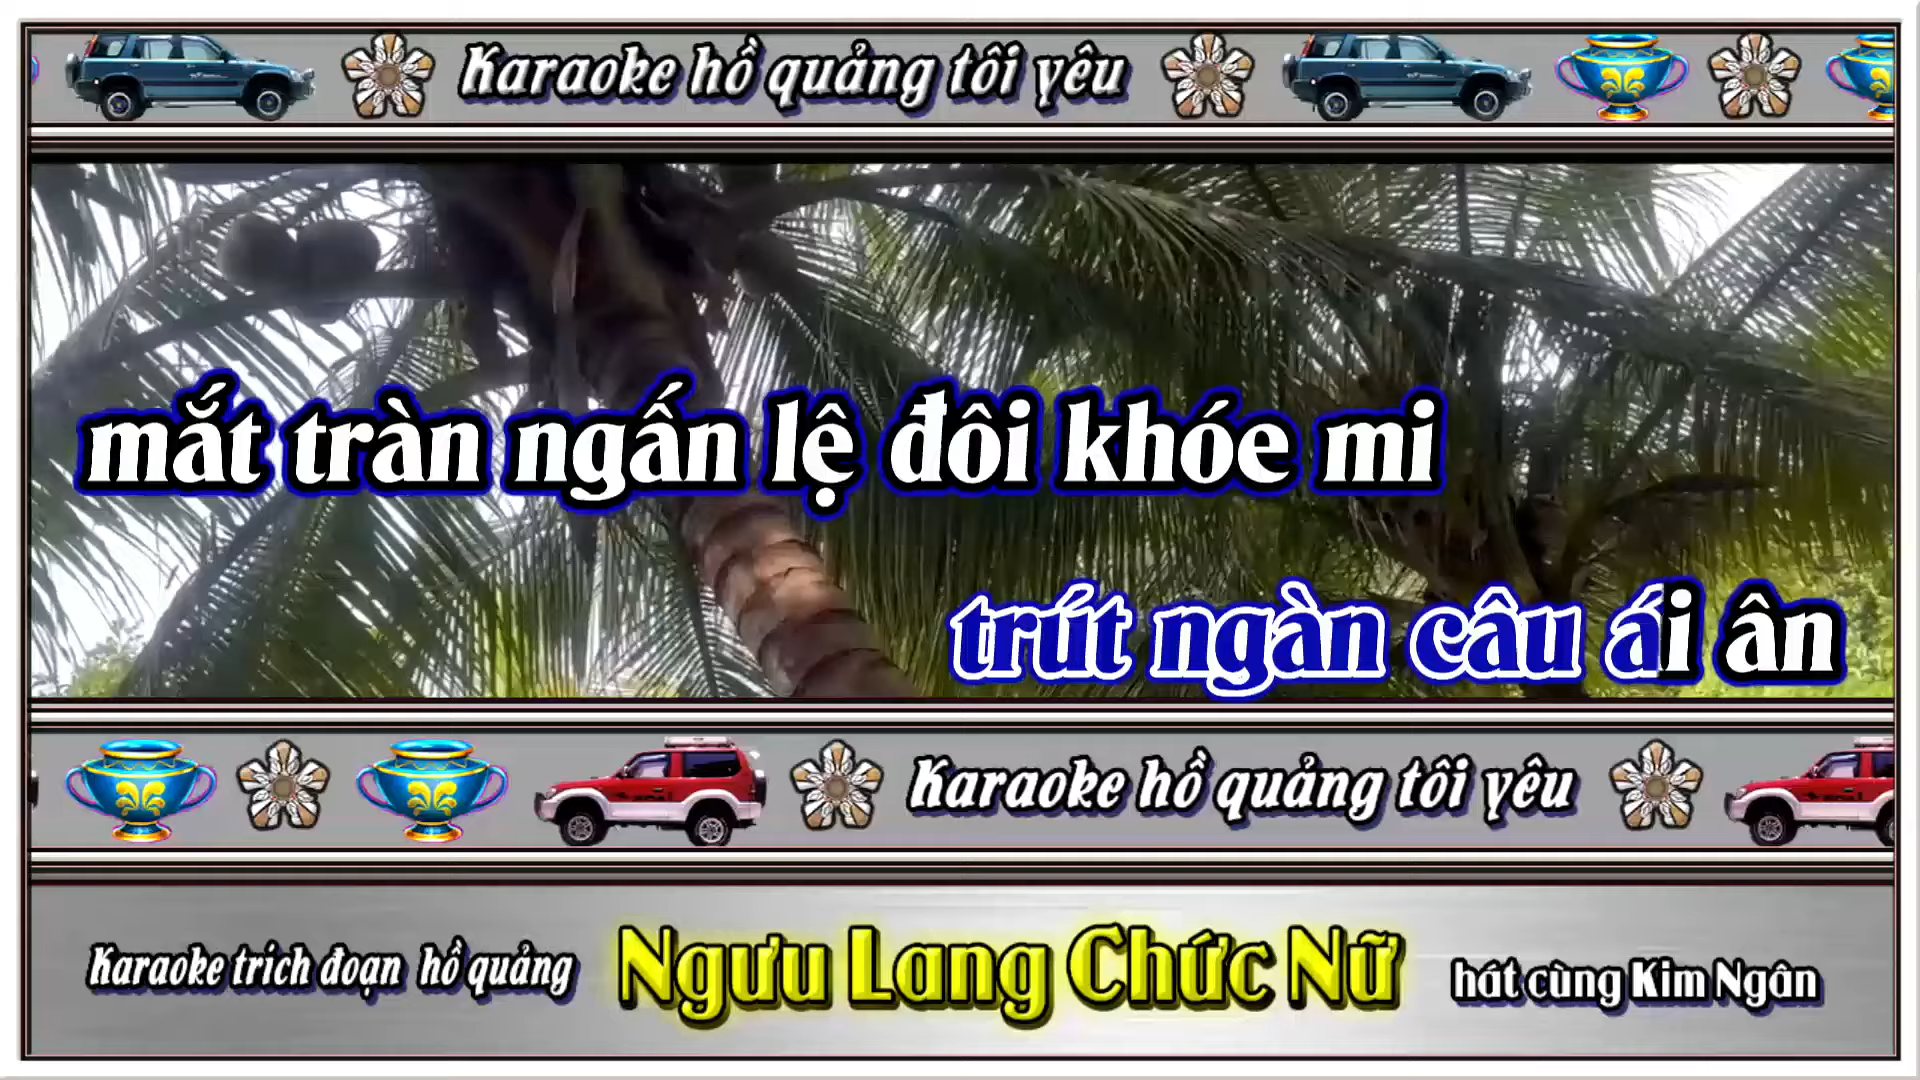 Karaoke hồ quảng tôi yêu
mắt tràn ngấn lệ đôi khóe mi
trút ngàn câu ái ân
Karaoke hồ quảng tôi yêu
Karaoke trích đoạn hồ quảng Ngưu Lang Chức Nữ hát cùng Kim Ngân